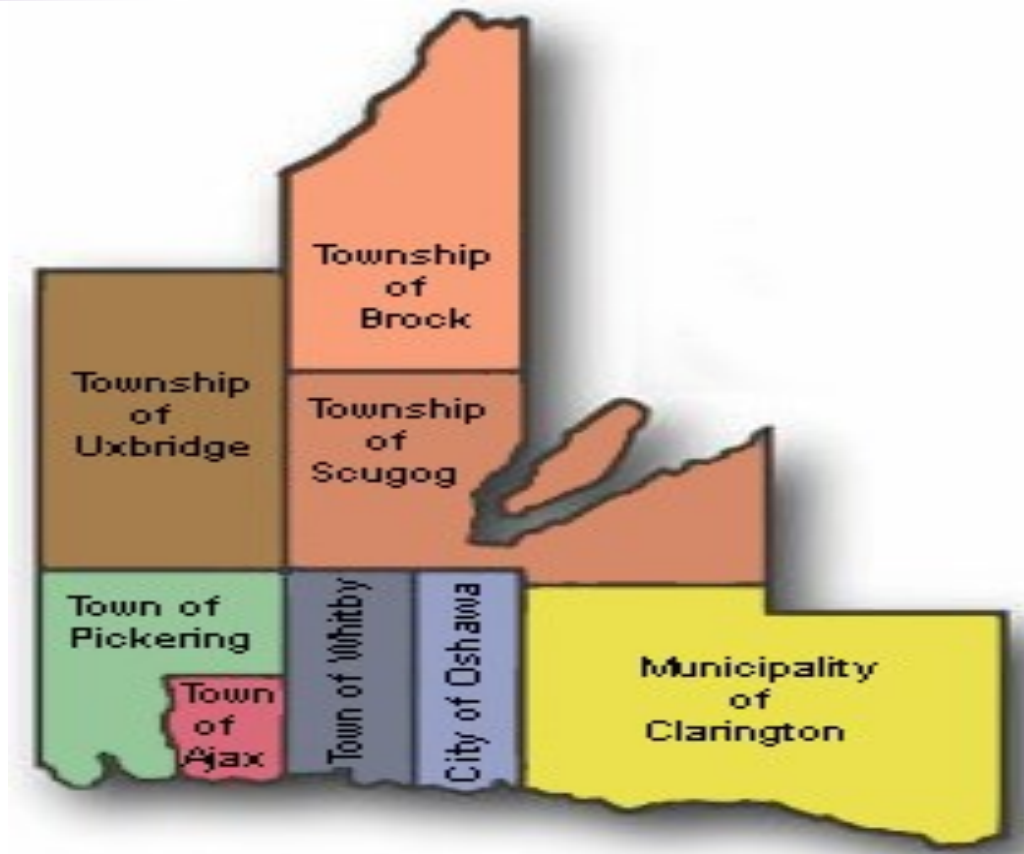 Township
of
Brock
Township
of
Uxbridge
Township
of
Scugog
Town of
Pickering
Town
of
Ajax
Town of Whitby
City of Oshawa
Municipality
of
Clarington